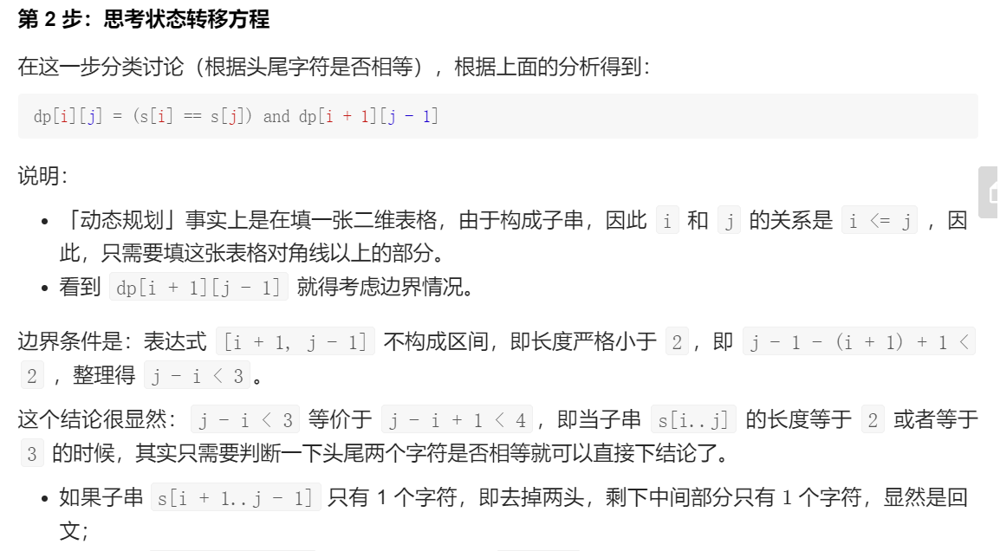 第 2 步：思考状态转移方程
在这一步分类讨论（根据头尾字符是否相等），根据上面的分析得到：
dp[i][j] = (s[i] == s[j]) and dp[i + 1][j - 1]
说明：
• 「动态规划」事实上是在填一张二维表格，由于构成子串，因此 i 和 j 的关系是 i <= j ，因
此，只需要填这张表格对角线以上的部分。
• 看到 dp[i + 1][j - 1] 就得考虑边界情况。
边界条件是：表达式 [i + 1, j - 1] 不构成区间，即长度严格小于 2 ，即 j - 1 - (i + 1) + 1 <
2 ，整理得 j - i < 3 。
这个结论很显然： j - i < 3 等价于 j - i + 1 < 4 ，即当子串 s[i..j] 的长度等于 2 或者等于
3 的时候，其实只需要判断一下头尾两个字符是否相等就可以直接下结论了。
• 如果子串 s[i + 1..j - 1] 只有 1 个字符，即去掉两头，剩下中间部分只有 1 个字符，显然是回
文；